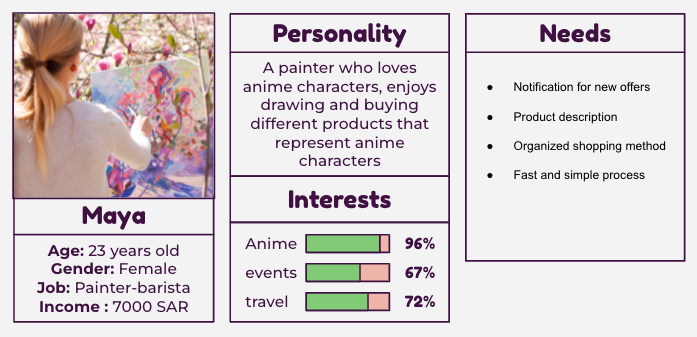 Maya
Age: 23 years old
Gender: Female
Job: Painter-barista
Income : 7000 SAR
Personality
A painter who loves
anime characters, enjoys
drawing and buying
different products that
represent anime
characters
Interests
Anime 96%
events 67%
travel 72%
Needs
● Notification for new offers
● Product description
● Organized shopping method
● Fast and simple process